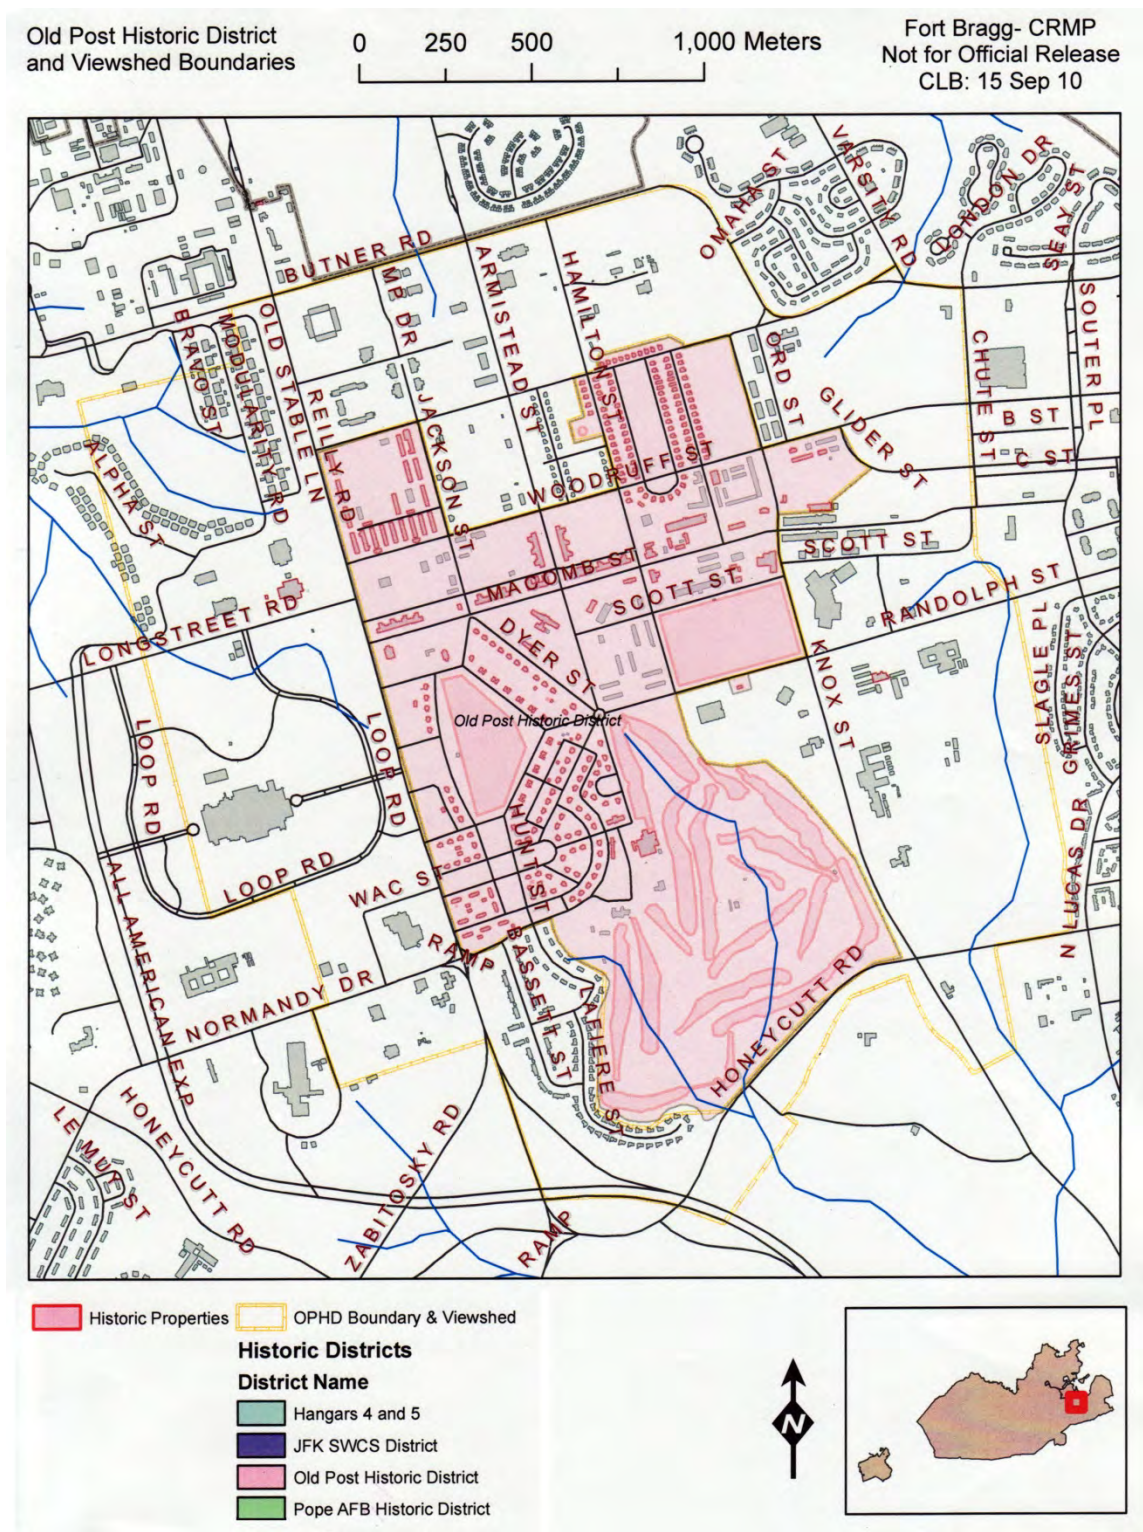 Old Post Historic District
and Viewshed Boundaries
0 250 500 1,000 Meters
Fort Bragg- CRMP
Not for Official Release
CLB: 15 Sep 10
BUTNER RD
MP DR
ARMISTEAD ST
HAMILTON ST
OMAHA ST
VARSITY RD
LONDON DR
SEAY ST
SOUTER PL
BRAVO ST
MODULARITY RD
OLD STABLE LN
REILLY RD
JACKSON ST
ORD ST
GLIDER ST
CHUTE ST
B ST
C ST
ALPHA ST
WOODRUFF ST
MACOMB ST
SCOTT ST
SCOTT ST
RANDOLPH ST
LONGSTREET RD
DYER ST
KNOX ST
SLAGLE PL
N LUCAS DR
GRIMES ST
Old Post Historic District
LOOP RD
LOOP RD
LOOP RD
HUNT ST
WAC ST
ALL AMERICAN EXP
RAMP
BASSETT ST
NORMANDY DR
HONEYCUTT RD
LE MUY ST
HONEYCUTT RD
ZABITOSKY RD
RAMP
Historic Properties
OPHD Boundary & Viewshed
Historic Districts
District Name
Hangars 4 and 5
JFK SWCS District
Old Post Historic District
Pope AFB Historic District
N